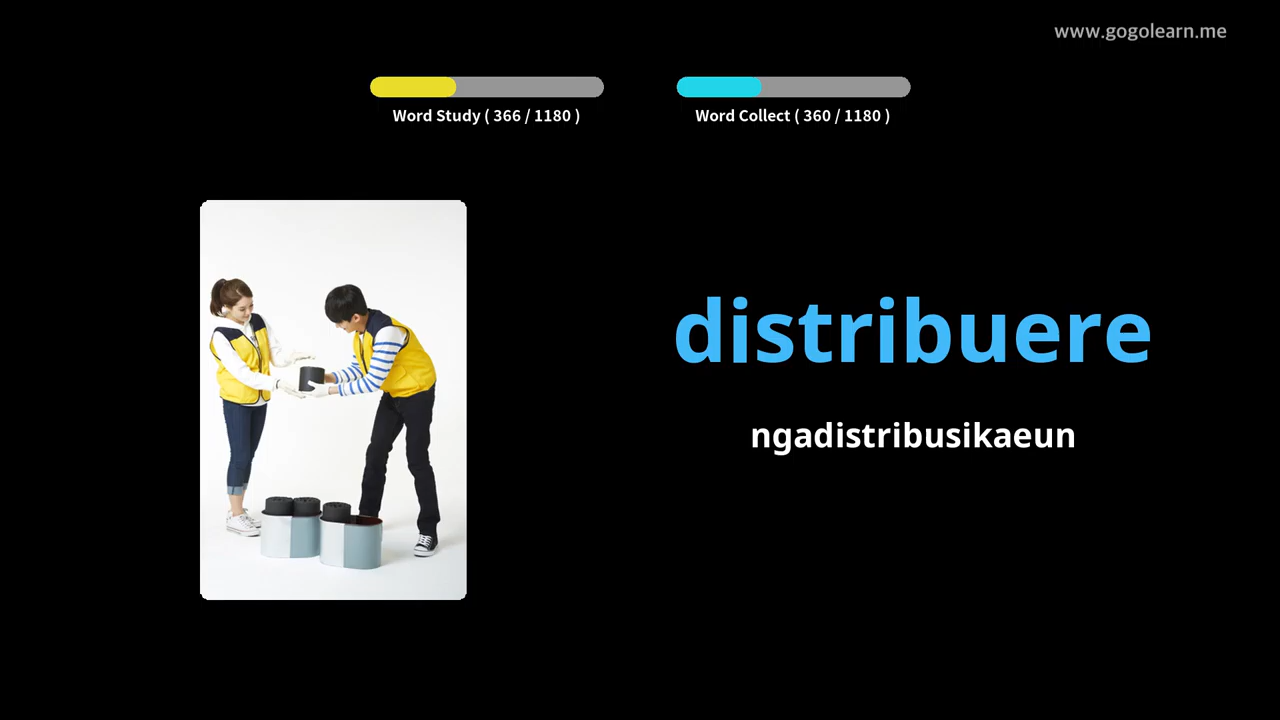 www.gogolearn.me
Word Study ( 366 / 1180 )
Word Collect ( 360 / 1180 )
distribuere
ngadistribusikaeun